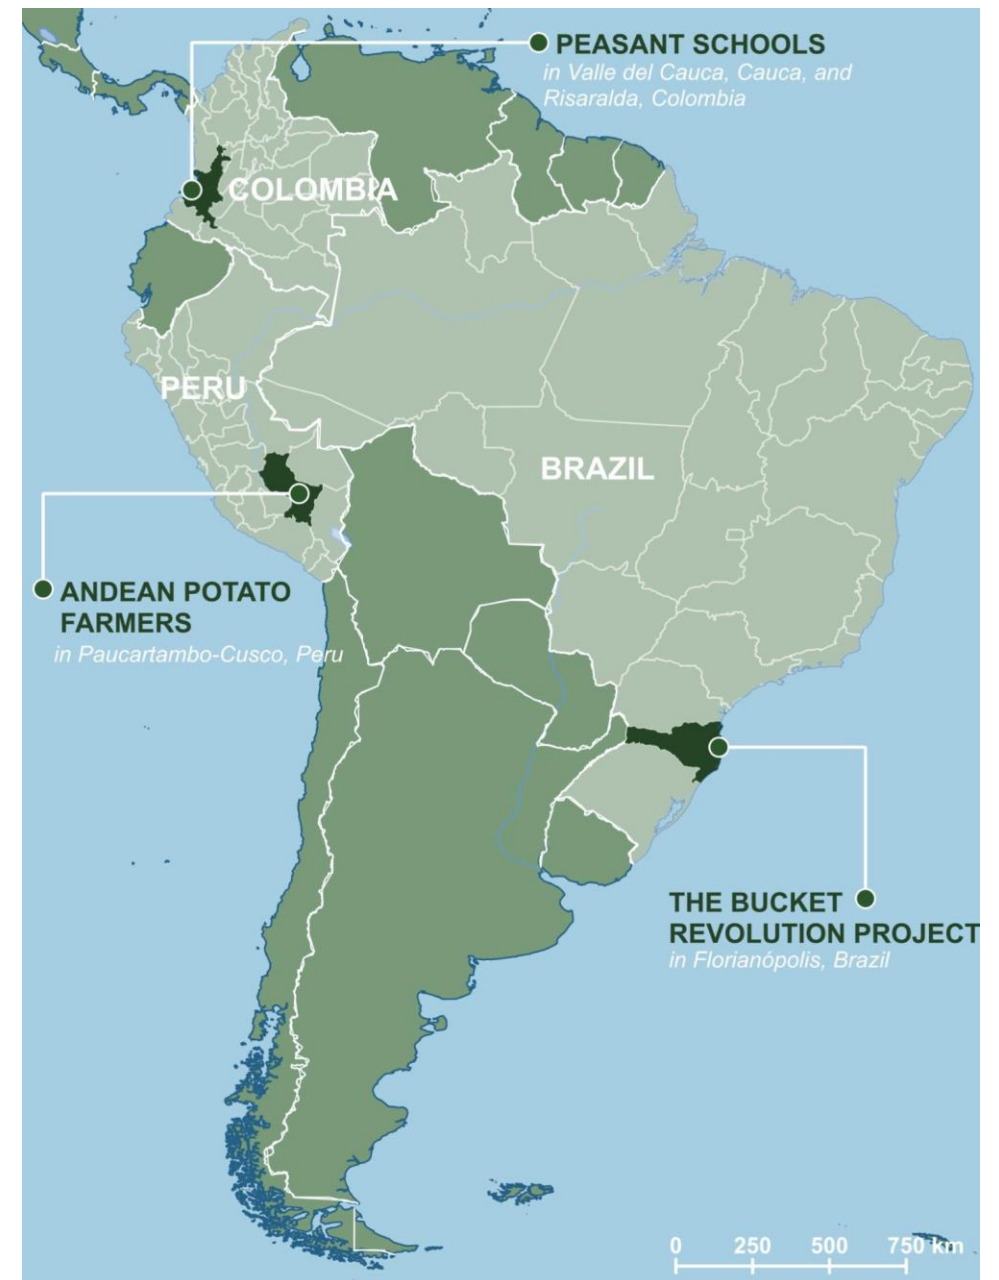 PEASANT SCHOOLS
in Valle del Cauca, Cauca, and
Risaralda, Colombia
COLOMBIA
PERU
BRAZIL
ANDEAN POTATO
FARMERS
in Paucartambo-Cusco, Peru
THE BUCKET
REVOLUTION PROJECT
in Florianópolis, Brazil
0 250 500 750 km